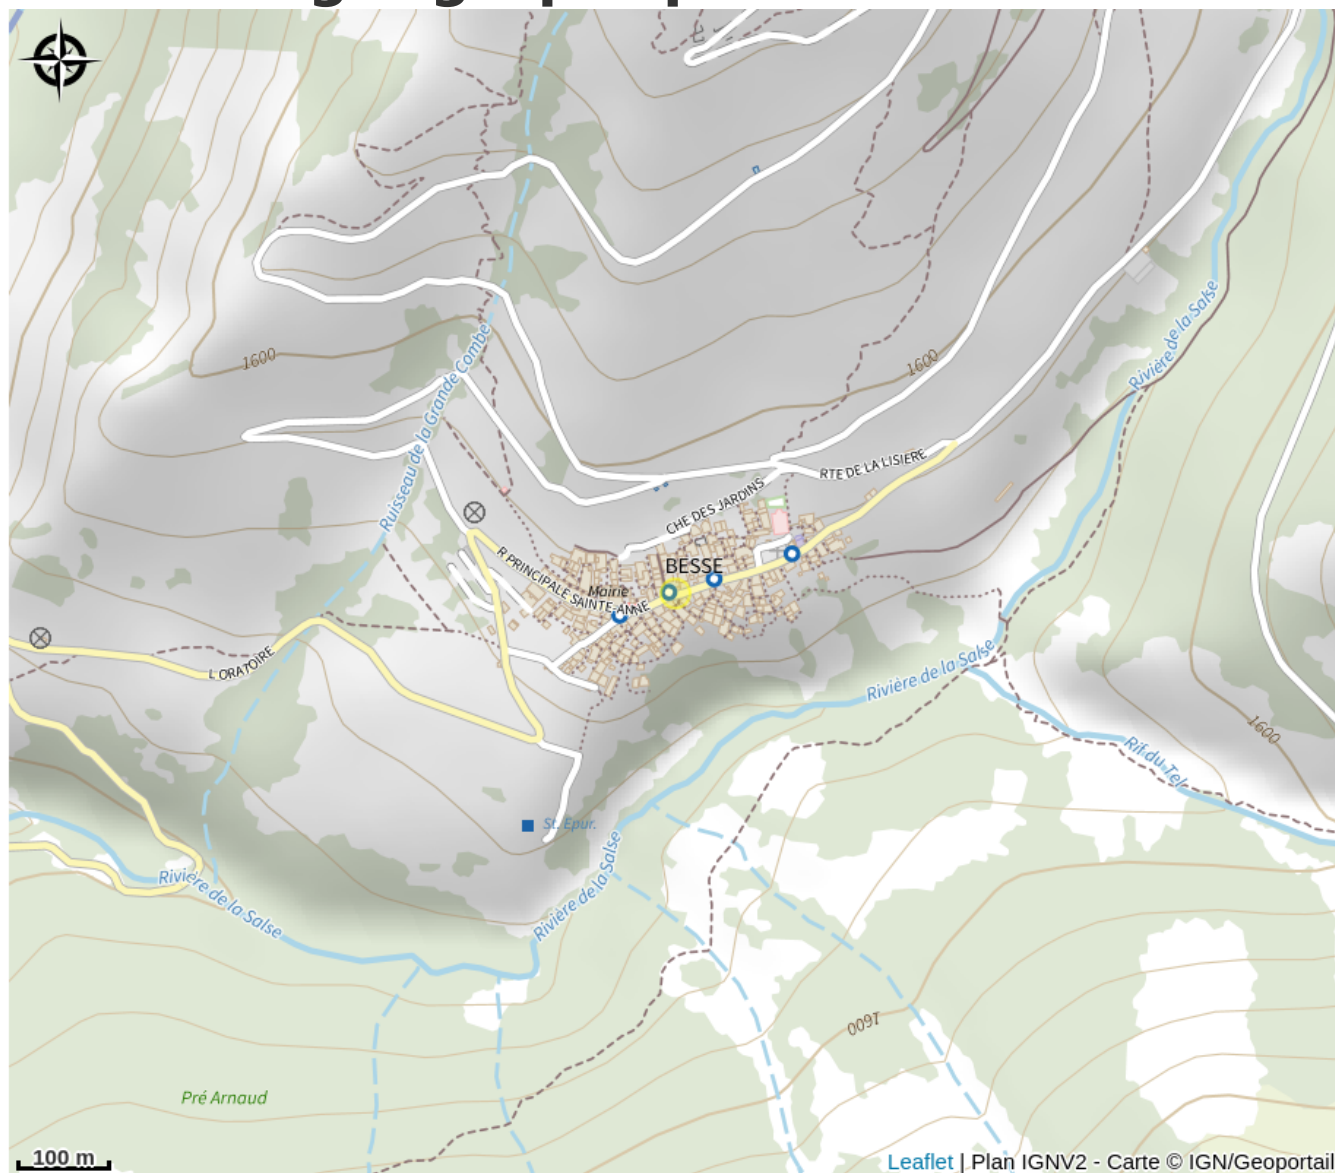 1600
Ruisseau de la Grande Combe
1600
Rivière de la Salse
RTE DE LA LISIERE
CHE DES JARDINS
R PRINCIPALE SAINTE-ANNE
BESSE
Mairie
L ORATOIRE
Rivière de la Salse
1600
Rif du Tel
St. Epur.
Rivière de la Salse
Rivière de la Salse
1600
Pré Arnaud
100 m
Leaflet | Plan IGNV2 - Carte © IGN/Geoportail